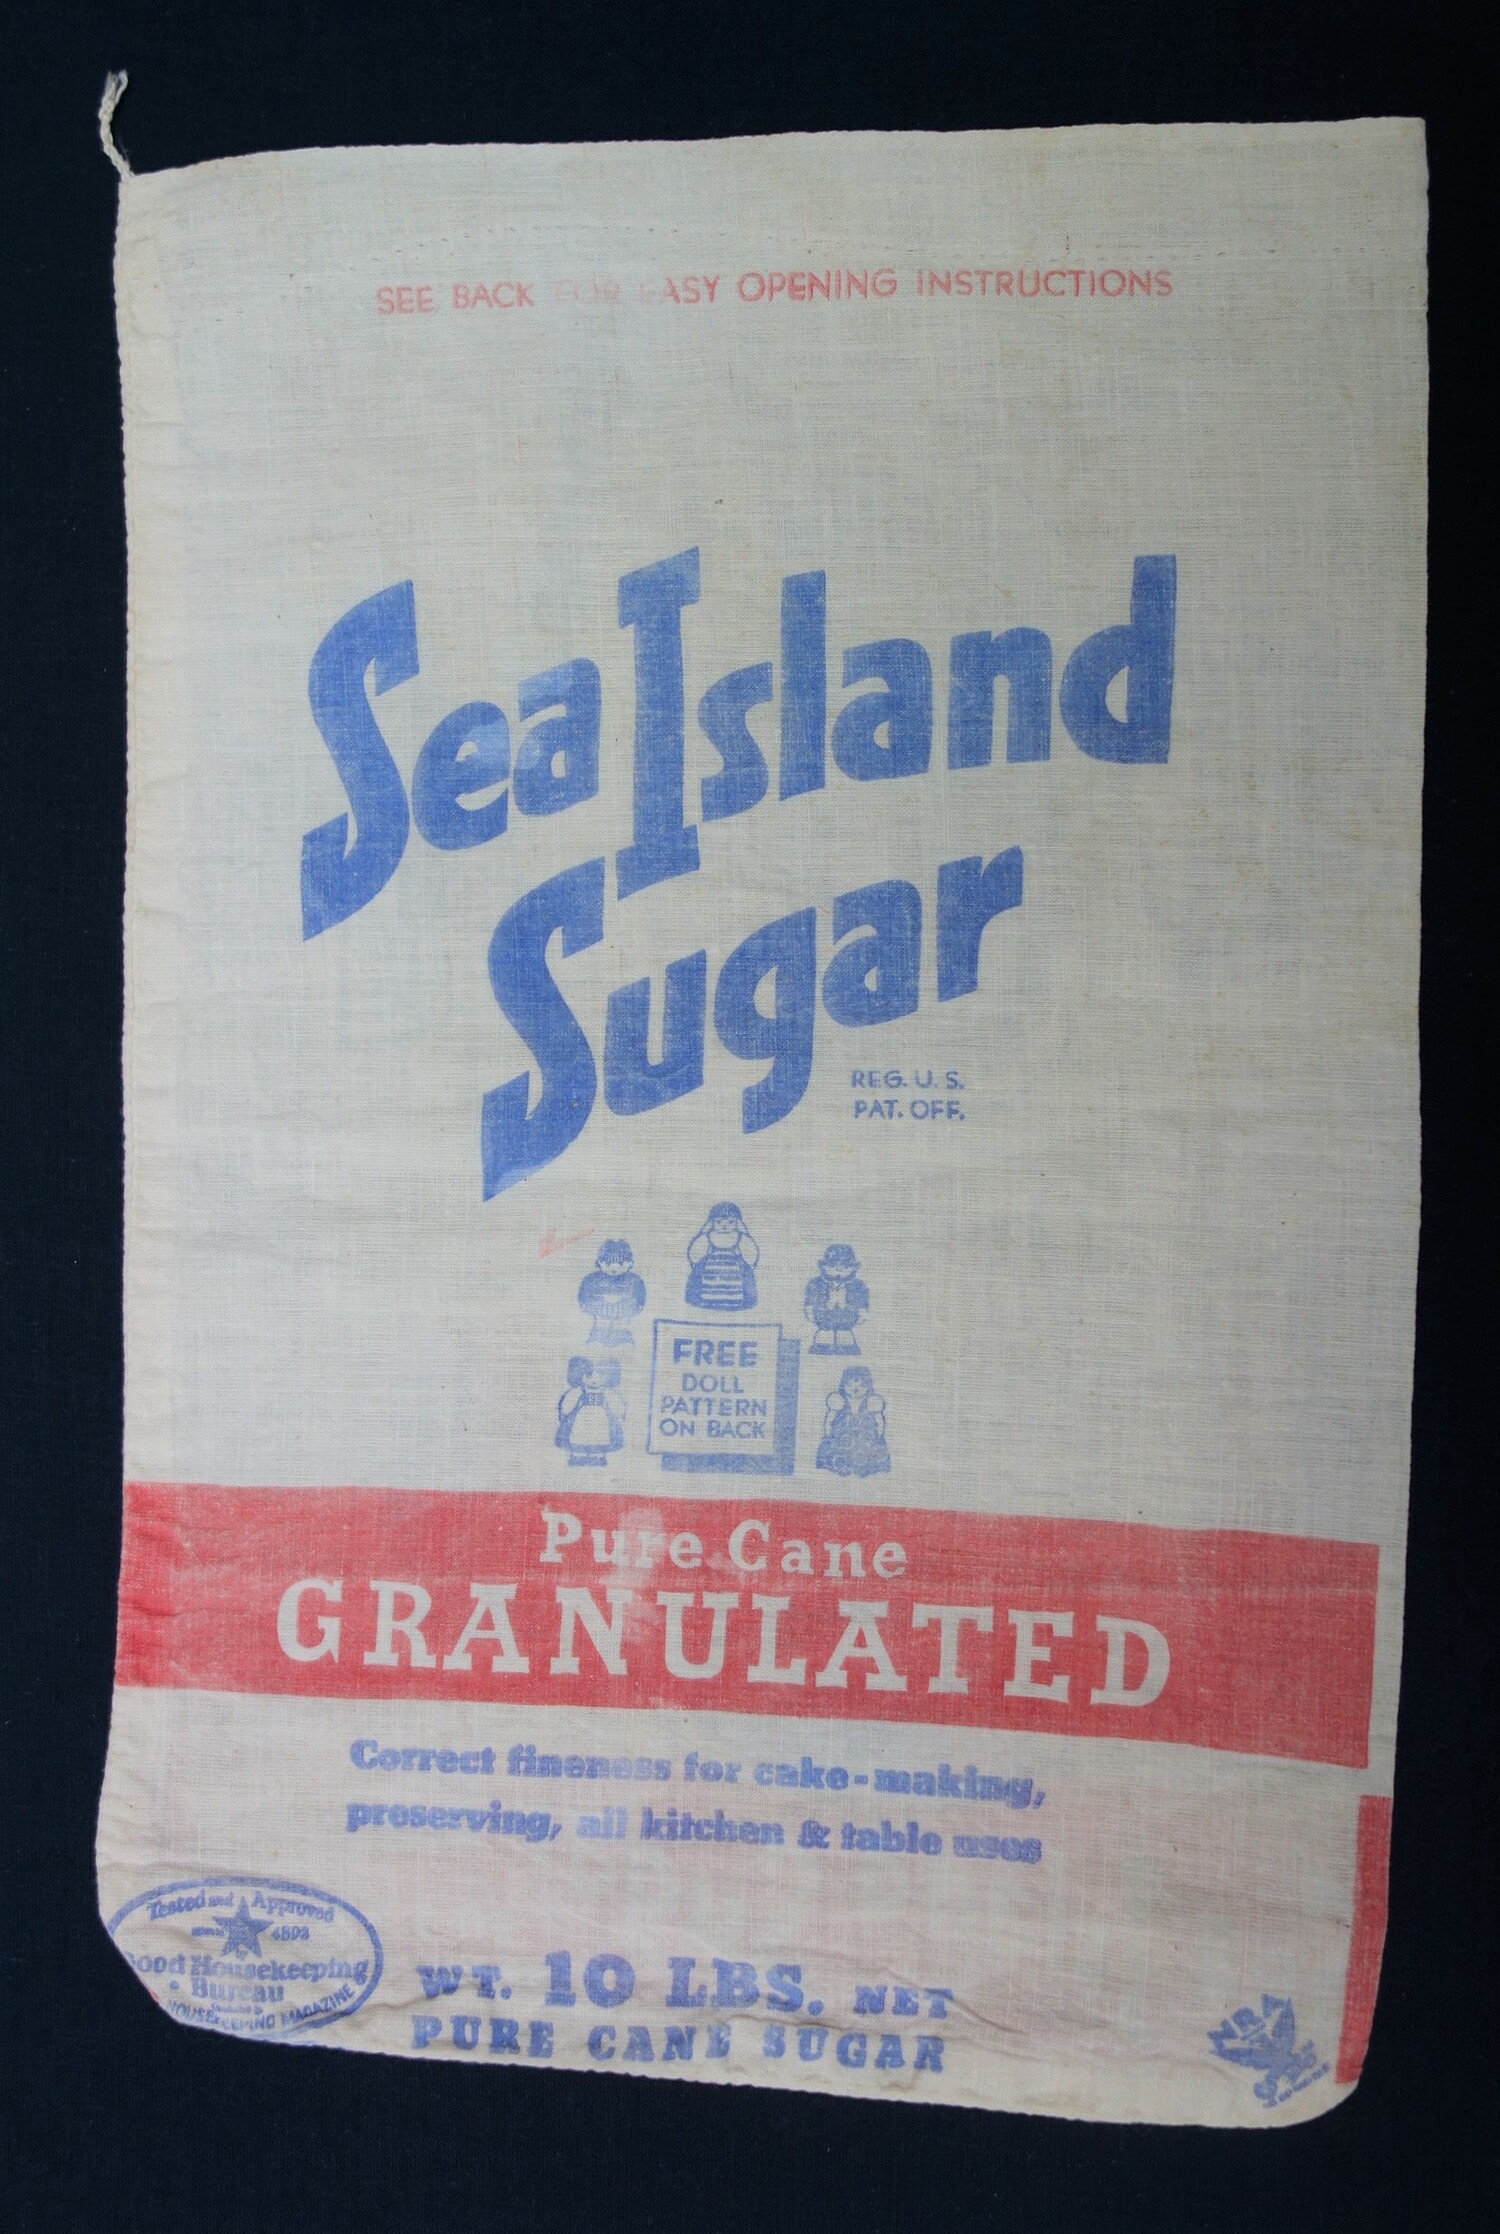 SEE BACK FOR EASY OPENING INSTRUCTIONS
Sea Island
Sugar
REG. U. S.
PAT. OFF.
FREE
DOLL
PATTERN
ON BACK
Pure Cane
GRANULATED
Correct fineness for cake-making,
preserving, all kitchen & table uses
Tested and Approved
4592
Good Housekeeping
Bureau
HOUSEKEEPING MAGAZINE
WT. 10 LBS. NET
PURE CANE SUGAR
NRA